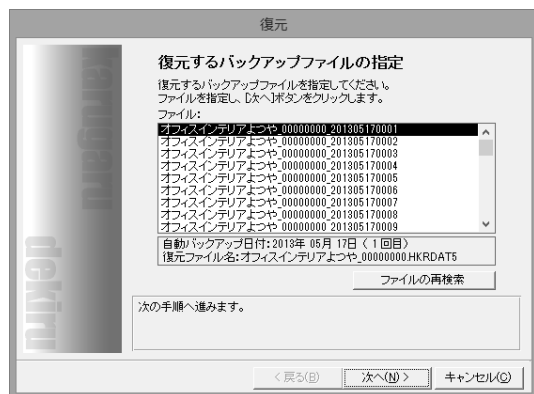 復元
karugaru
dekiru
復元するバックアップファイルの指定
復元するバックアップファイルを指定してください。
ファイルを指定し、[次へ]ボタンをクリックします。
ファイル：
オフィスインテリアよつや_00000000_201305170001
オフィスインテリアよつや_00000000_201305170002
オフィスインテリアよつや_00000000_201305170003
オフィスインテリアよつや_00000000_201305170004
オフィスインテリアよつや_00000000_201305170005
オフィスインテリアよつや_00000000_201305170006
オフィスインテリアよつや_00000000_201305170007
オフィスインテリアよつや_00000000_201305170008
オフィスインテリアよつや_00000000_201305170009
自動バックアップ日付：2013年 05月 17日（ 1 回目）
復元ファイル名：オフィスインテリアよつや_00000000.HKRDAT5
ファイルの再検索
次の手順へ進みます。
< 戻る(B)
次へ(N) >
キャンセル(C)